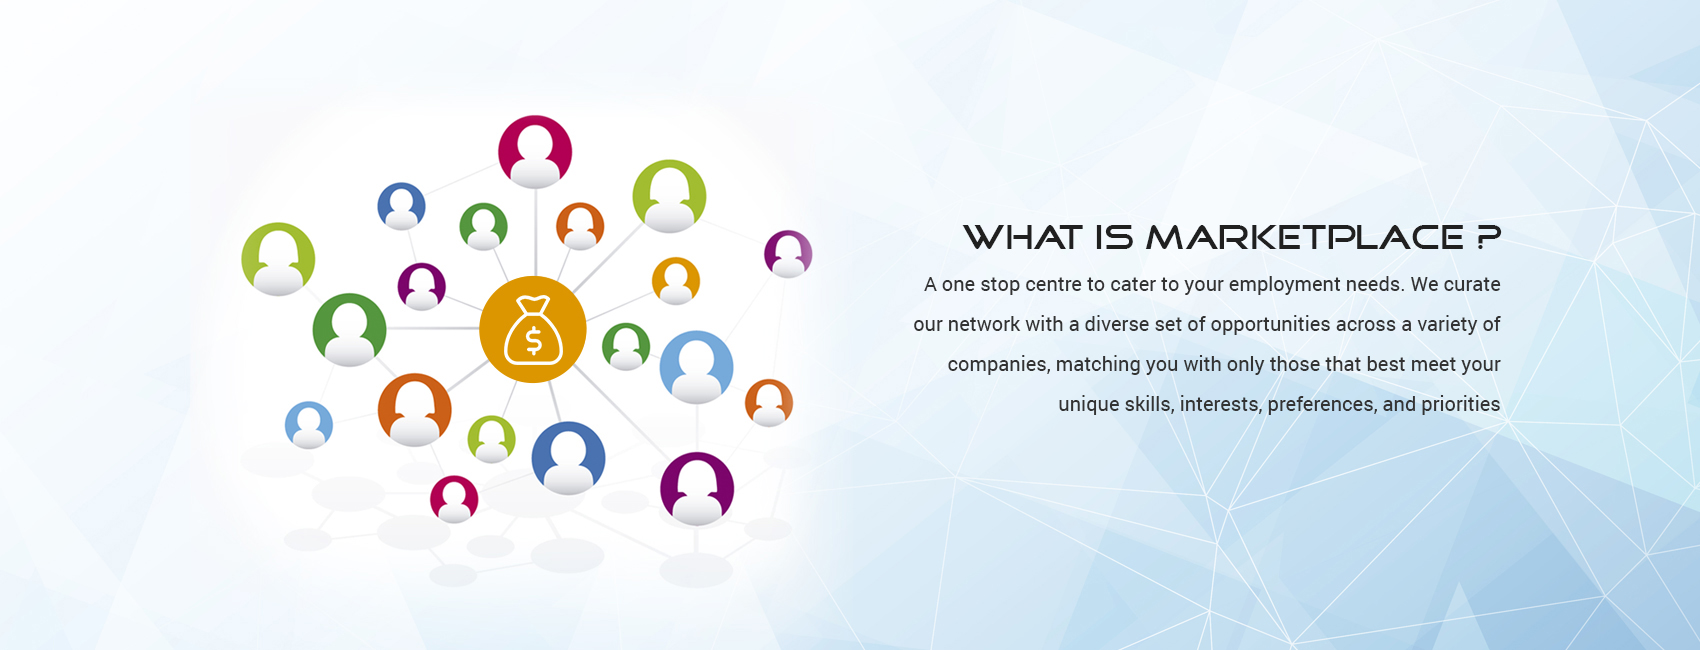 WHAT IS MARKETPLACE ?
A one stop centre to cater to your employment needs. We curate
our network with a diverse set of opportunities across a variety of
companies, matching you with only those that best meet your
unique skills, interests, preferences, and priorities
$